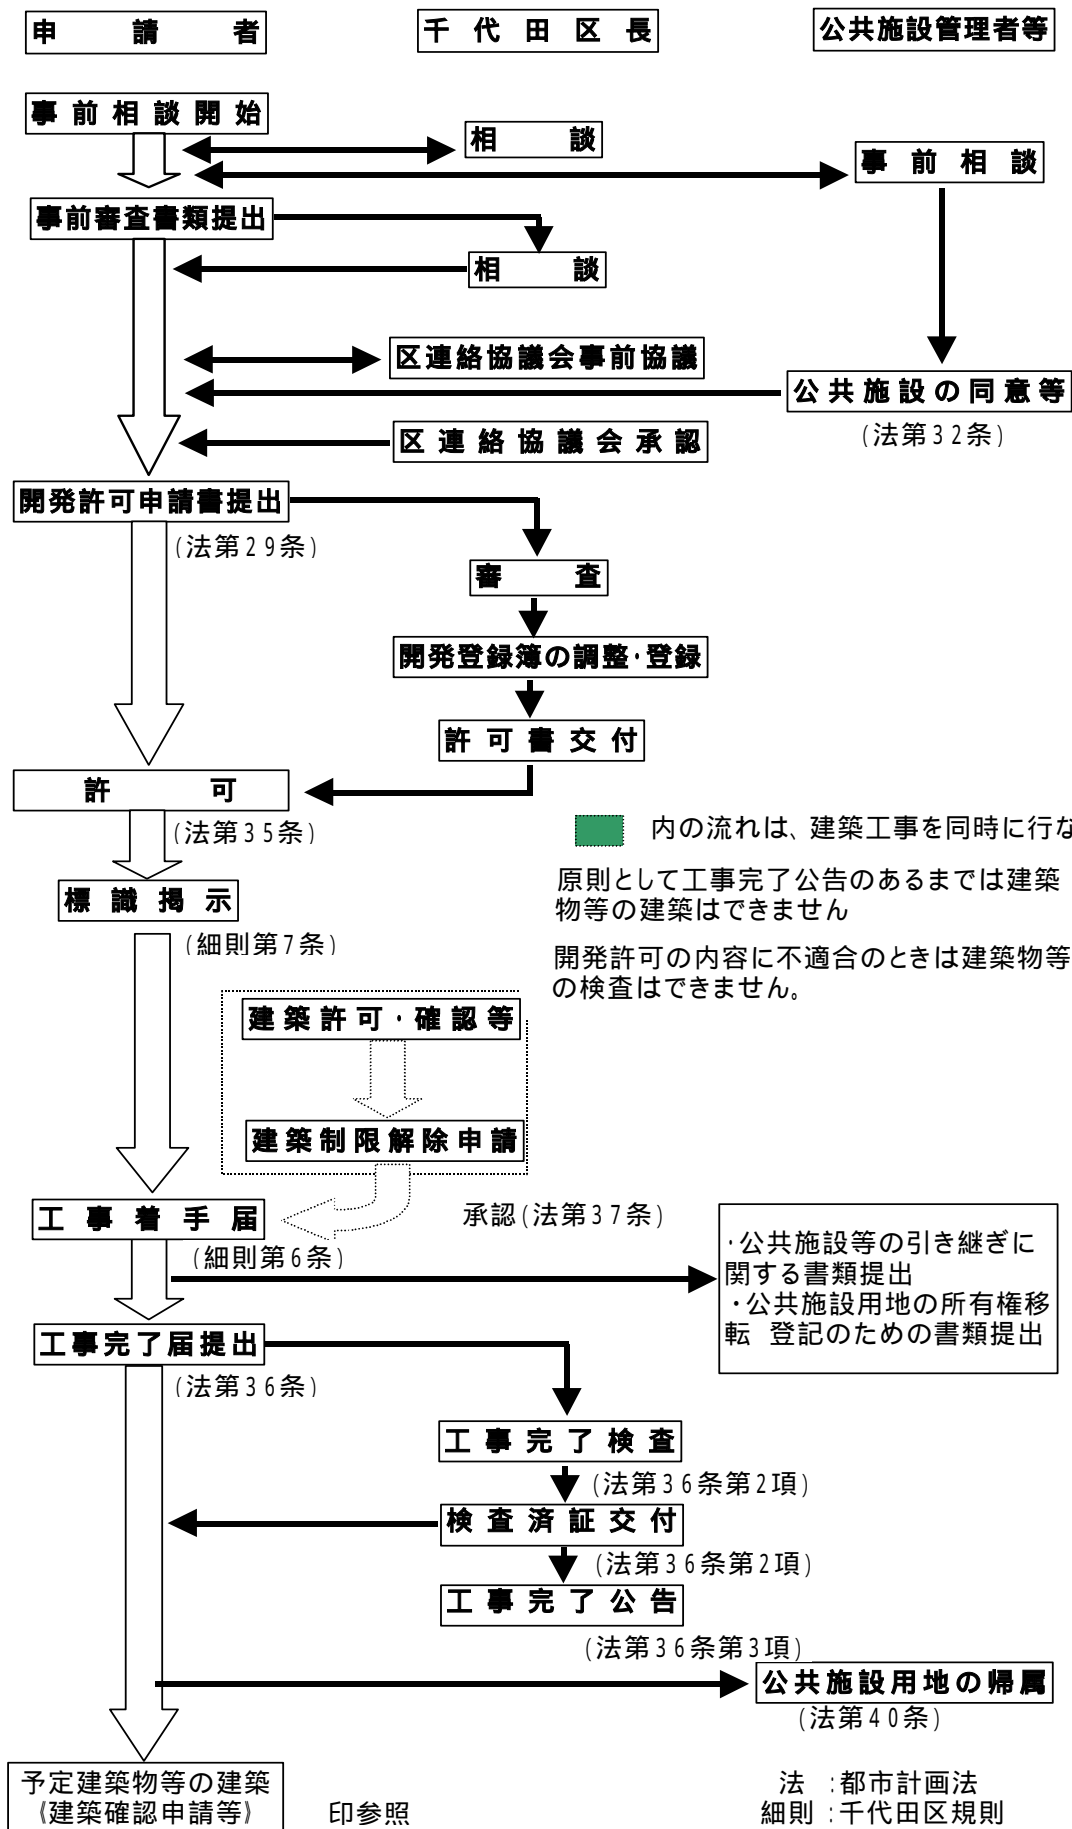 申請者
千代田区長
公共施設管理者等
事前相談開始
相談
事前相談
事前審査書類提出
相談
区連絡協議会事前協議
公共施設の同意等
(法第32条)
区連絡協議会承認
開発許可申請書提出
(法第29条)
審査
開発登録簿の調整・登録
許可書交付
許可
(法第35条)
内の流れは、建築工事を同時に行な
原則として工事完了公告のあるまでは建築
物等の建築はできません
標識掲示
(細則第7条)
開発許可の内容に不適合のときは建築物等
の検査はできません。
建築許可・確認等
建築制限解除申請
工事着手届
承認(法第37条)
(細則第6条)
・公共施設等の引き継ぎに
関する書類提出
・公共施設用地の所有権移
転 登記のための書類提出
工事完了届提出
(法第36条)
工事完了検査
(法第36条第2項)
検査済証交付
(法第36条第2項)
工事完了公告
(法第36条第3項)
公共施設用地の帰属
(法第40条)
予定建築物等の建築
《建築確認申請等》
印参照
法 :都市計画法
細則:千代田区規則